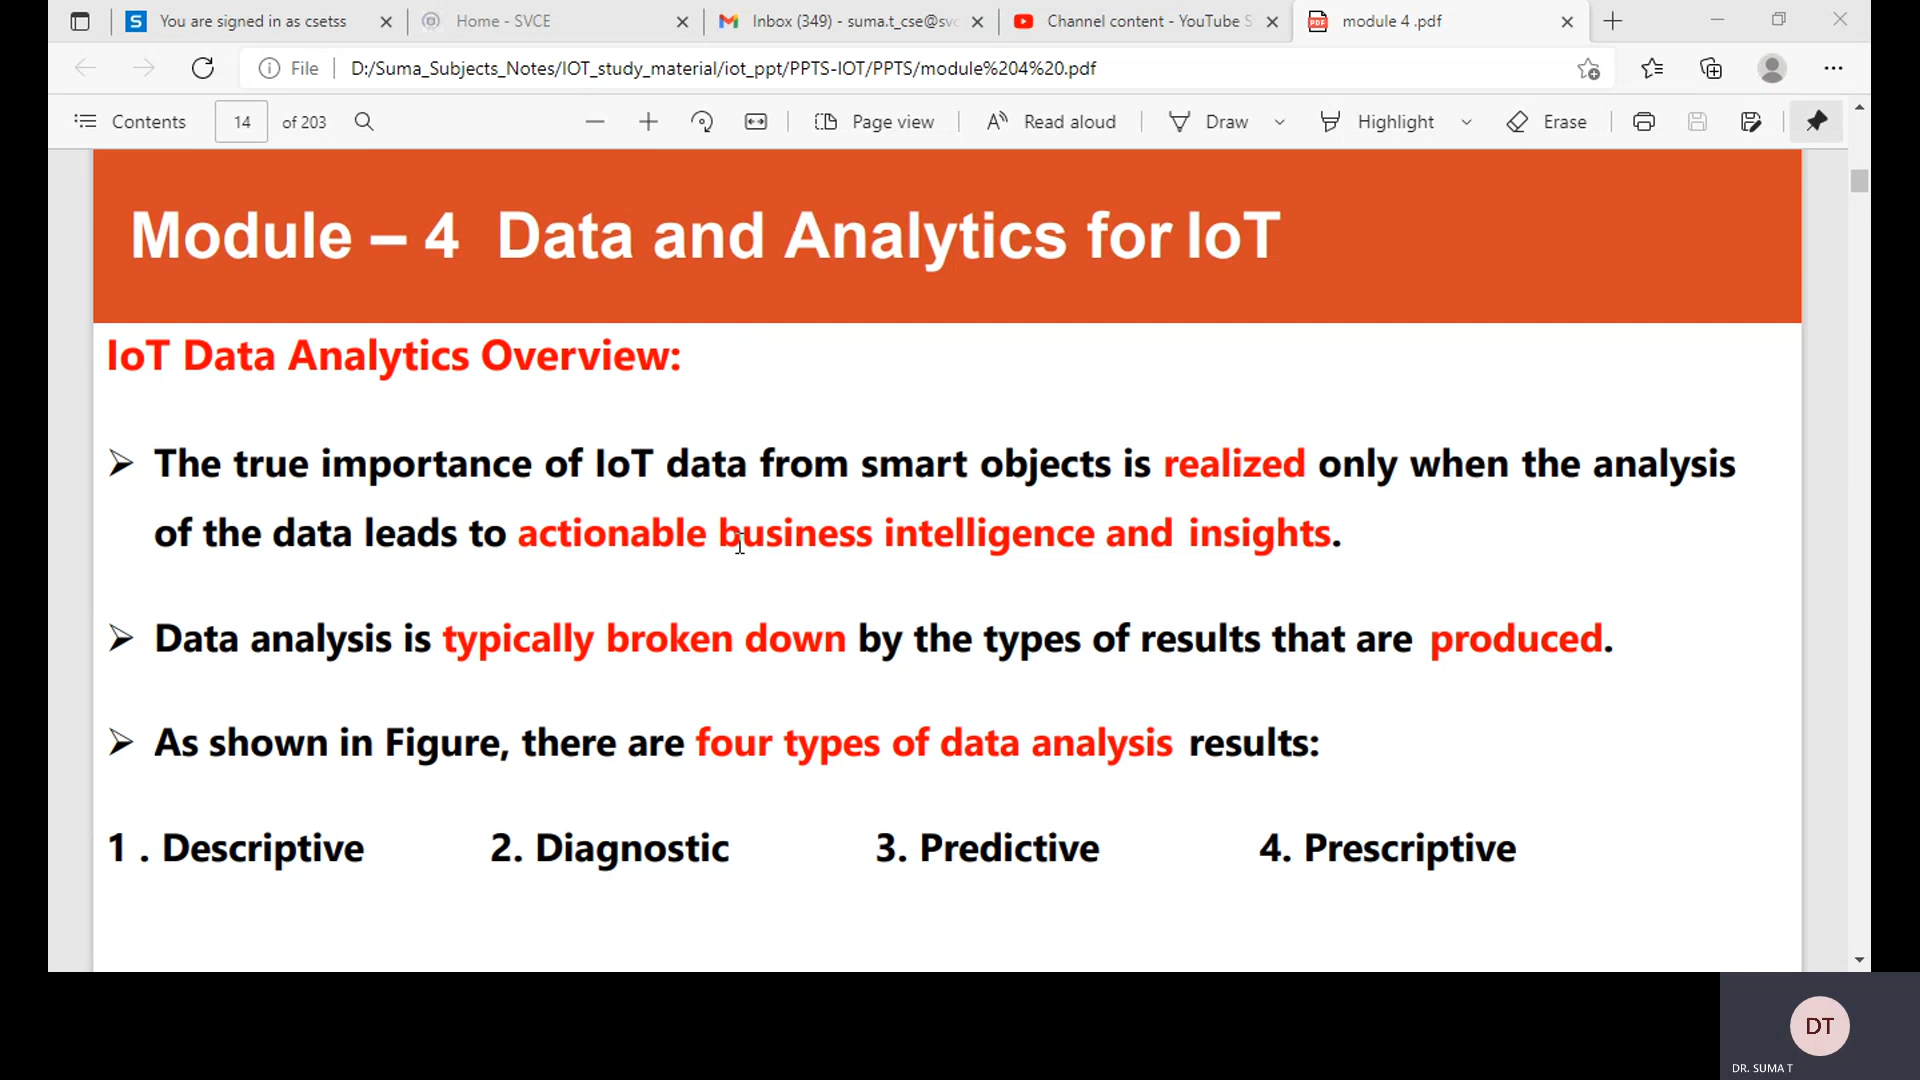 You are signed in as csetss
Home - SVCE
Inbox (349) - suma.t_cse@svc
Channel content - YouTube S
module 4 .pdf
File
D:/Suma_Subjects_Notes/IOT_study_material/iot_ppt/PPTS-IOT/PPTS/module%204%20.pdf
Contents
14
of 203
Page view
Read aloud
Draw
Highlight
Erase
Module – 4 Data and Analytics for IoT
IoT Data Analytics Overview:
➢ The true importance of IoT data from smart objects is realized only when the analysis
of the data leads to actionable business intelligence and insights.
➢ Data analysis is typically broken down by the types of results that are produced.
➢ As shown in Figure, there are four types of data analysis results:
1 . Descriptive 2. Diagnostic 3. Predictive 4. Prescriptive
DT
DR. SUMA T